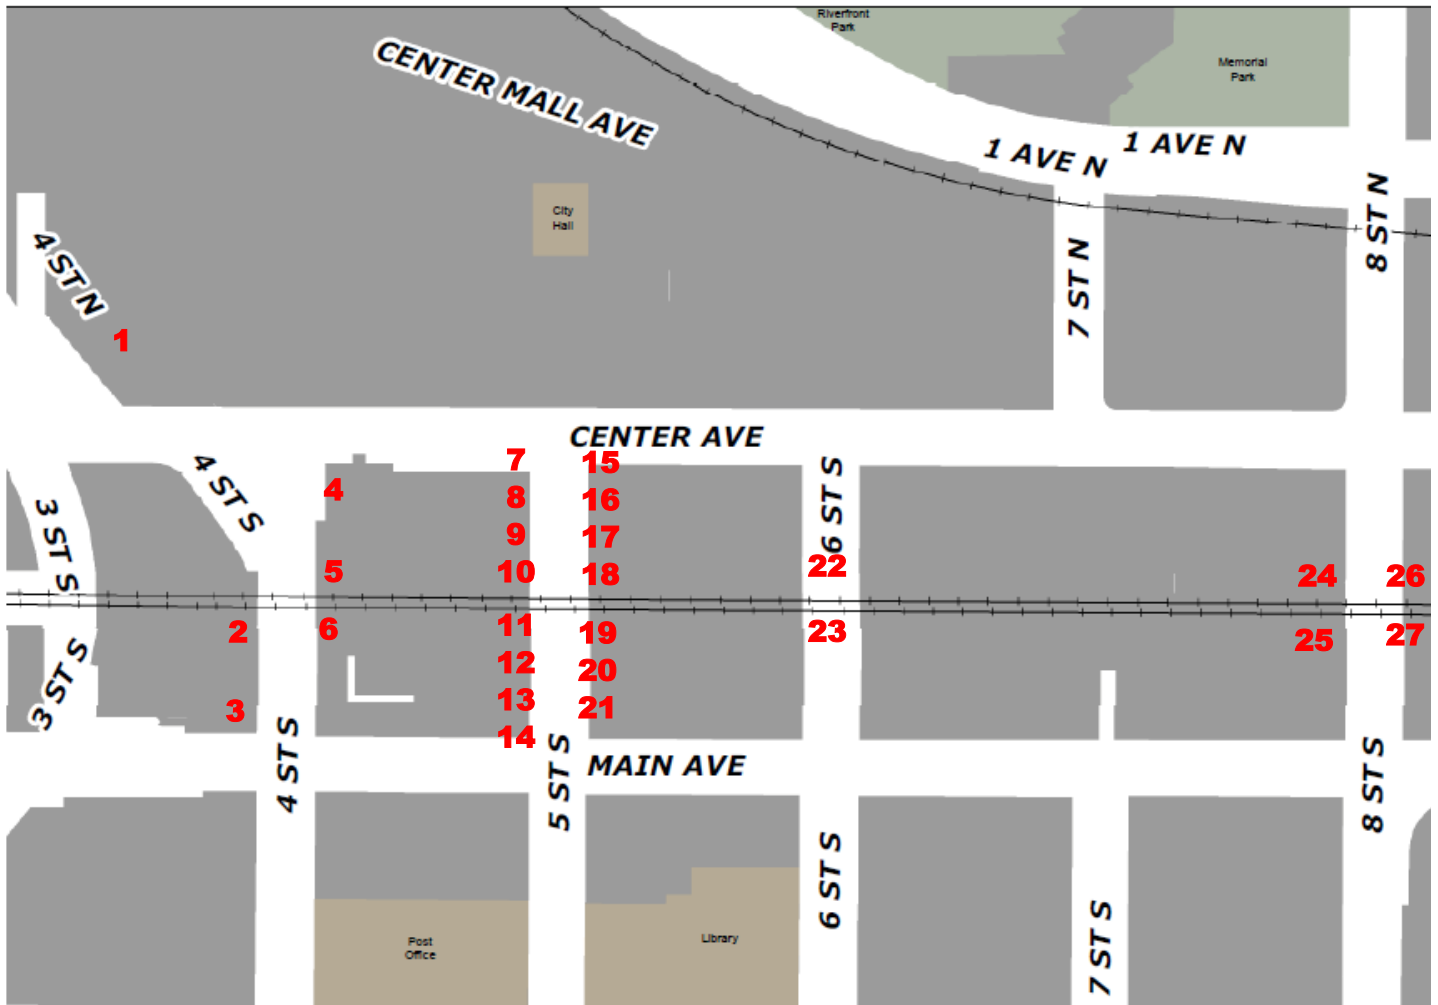 Riverfront
Park
CENTER MALL AVE
Memorial
Park
1 AVE N
1 AVE N
8 ST N
City
Hall
4 ST N
7 ST N
1
CENTER AVE
7
15
4 ST S
4
6 ST S
8
16
3 ST S
9
17
5
10
18
22
24
26
2
6
11
19
23
25
27
12
20
3 ST S
3
13
21
14
4 ST S
5 ST S
MAIN AVE
8 ST S
6 ST S
Post
Office
Library
7 ST S